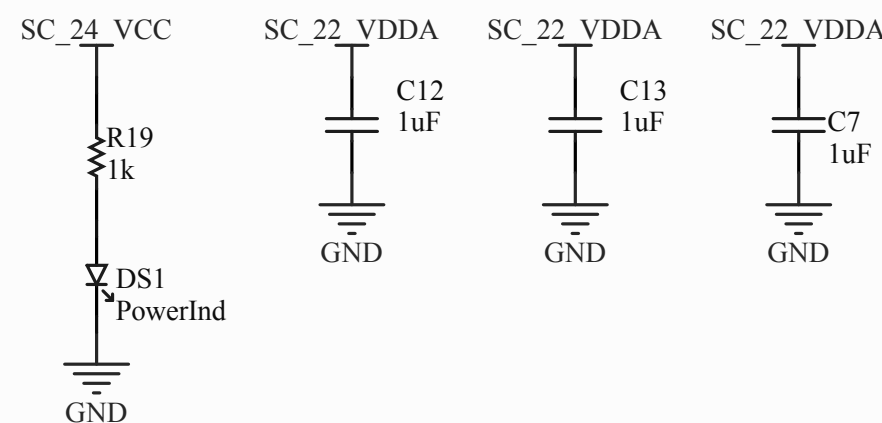 SC_24_VCC
R19
1k
DS1
PowerInd
GND
SC_22_VDDA
C12
1uF
GND
SC_22_VDDA
C13
1uF
GND
SC_22_VDDA
C7
1uF
GND